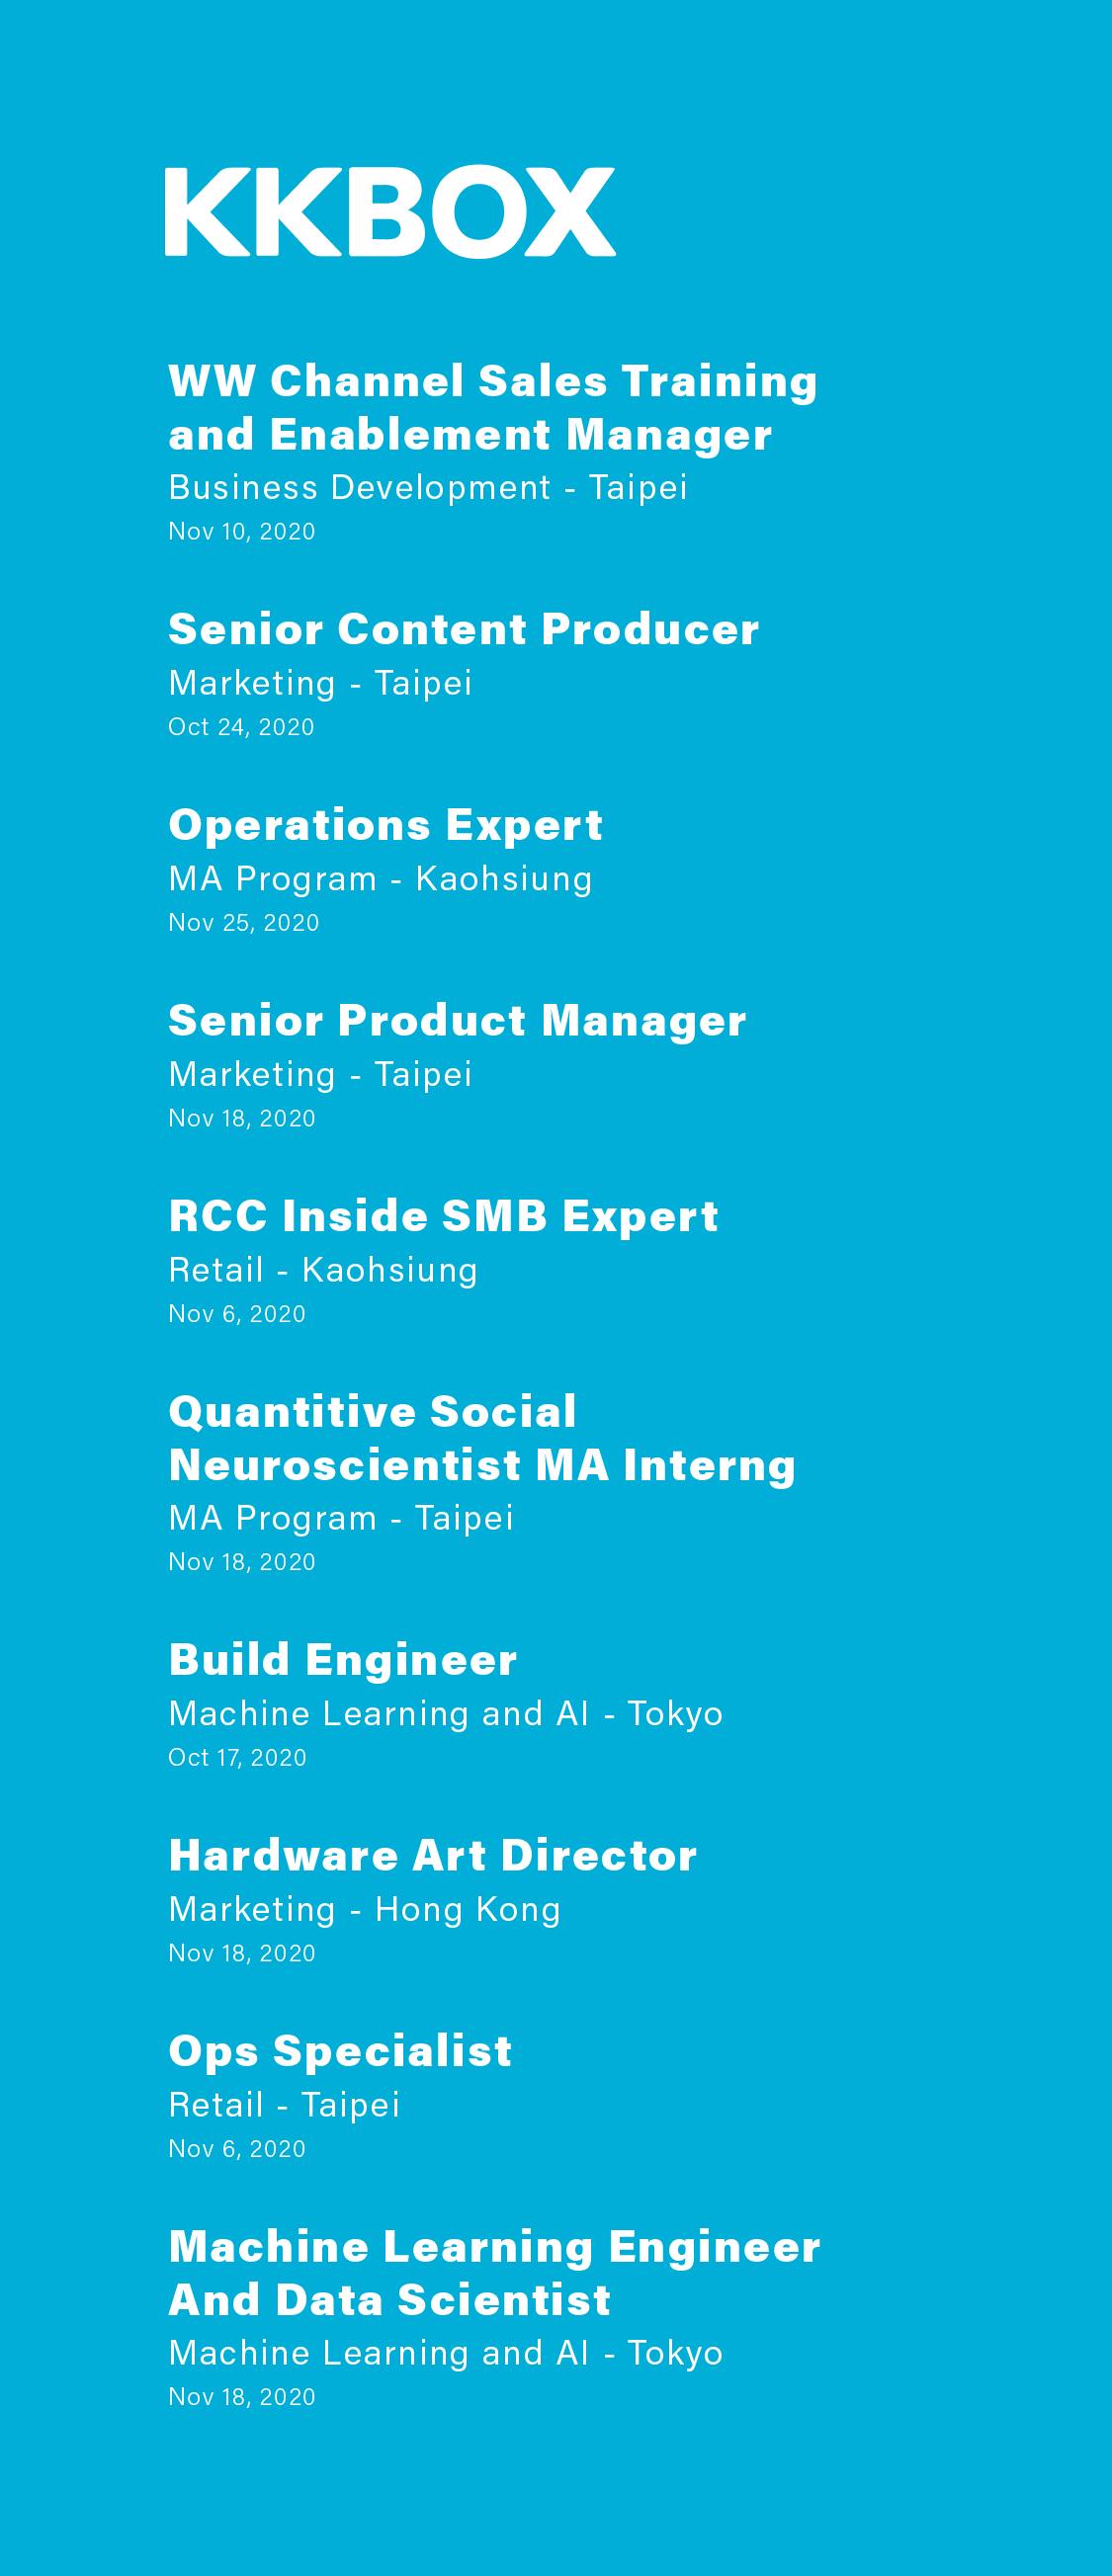 KKBOX
WW Channel Sales Training
and Enablement Manager
Business Development - Taipei
Nov 10, 2020
Senior Content Producer
Marketing - Taipei
Oct 24, 2020
Operations Expert
MA Program - Kaohsiung
Nov 25, 2020
Senior Product Manager
Marketing - Taipei
Nov 18, 2020
RCC Inside SMB Expert
Retail - Kaohsiung
Nov 6, 2020
Quantitive Social
Neuroscientist MA Interng
MA Program - Taipei
Nov 18, 2020
Build Engineer
Machine Learning and AI - Tokyo
Oct 17, 2020
Hardware Art Director
Marketing - Hong Kong
Nov 18, 2020
Ops Specialist
Retail - Taipei
Nov 6, 2020
Machine Learning Engineer
And Data Scientist
Machine Learning and AI - Tokyo
Nov 18, 2020